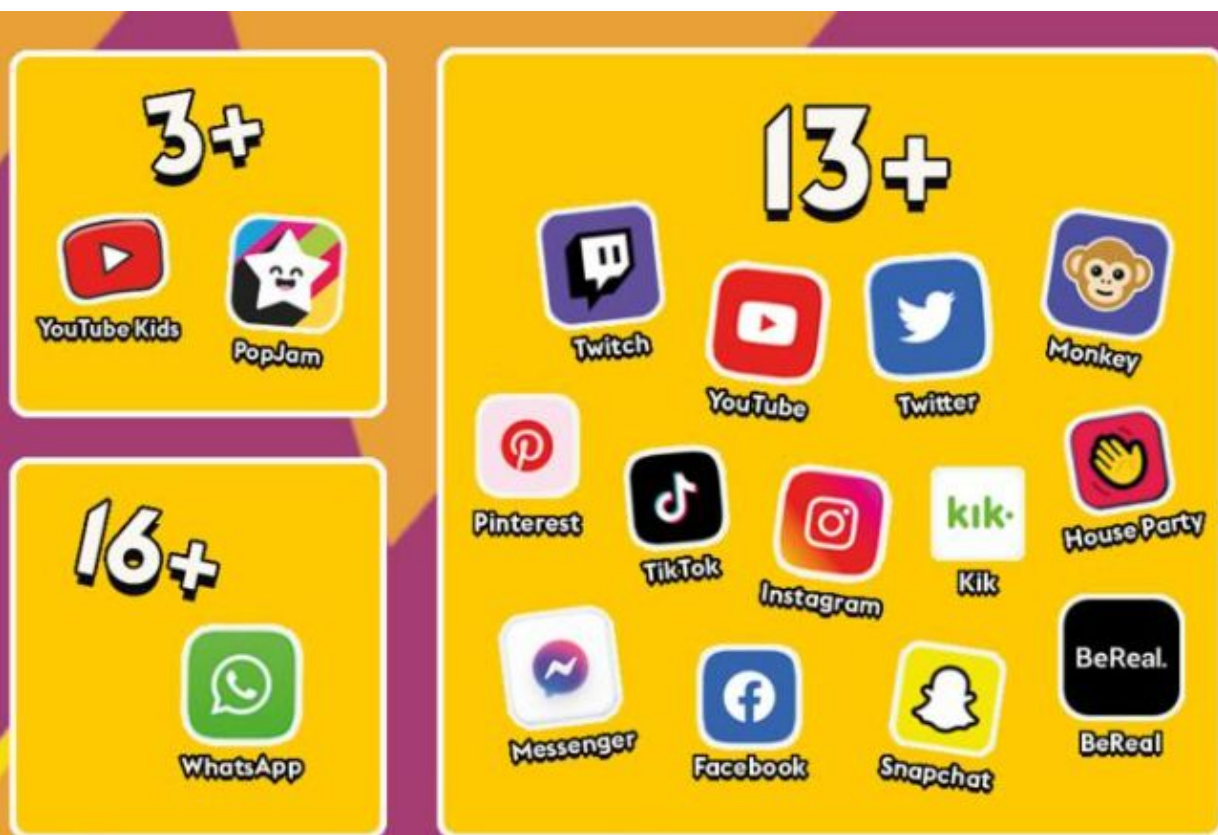 3+
YouTube Kids
PopJam
16+
WhatsApp
13+
Twitch
YouTube
Twitter
Monkey
Pinterest
TikTok
Instagram
kik.
Kik
House Party
Messenger
Facebook
Snapchat
BeReal.
BeReal